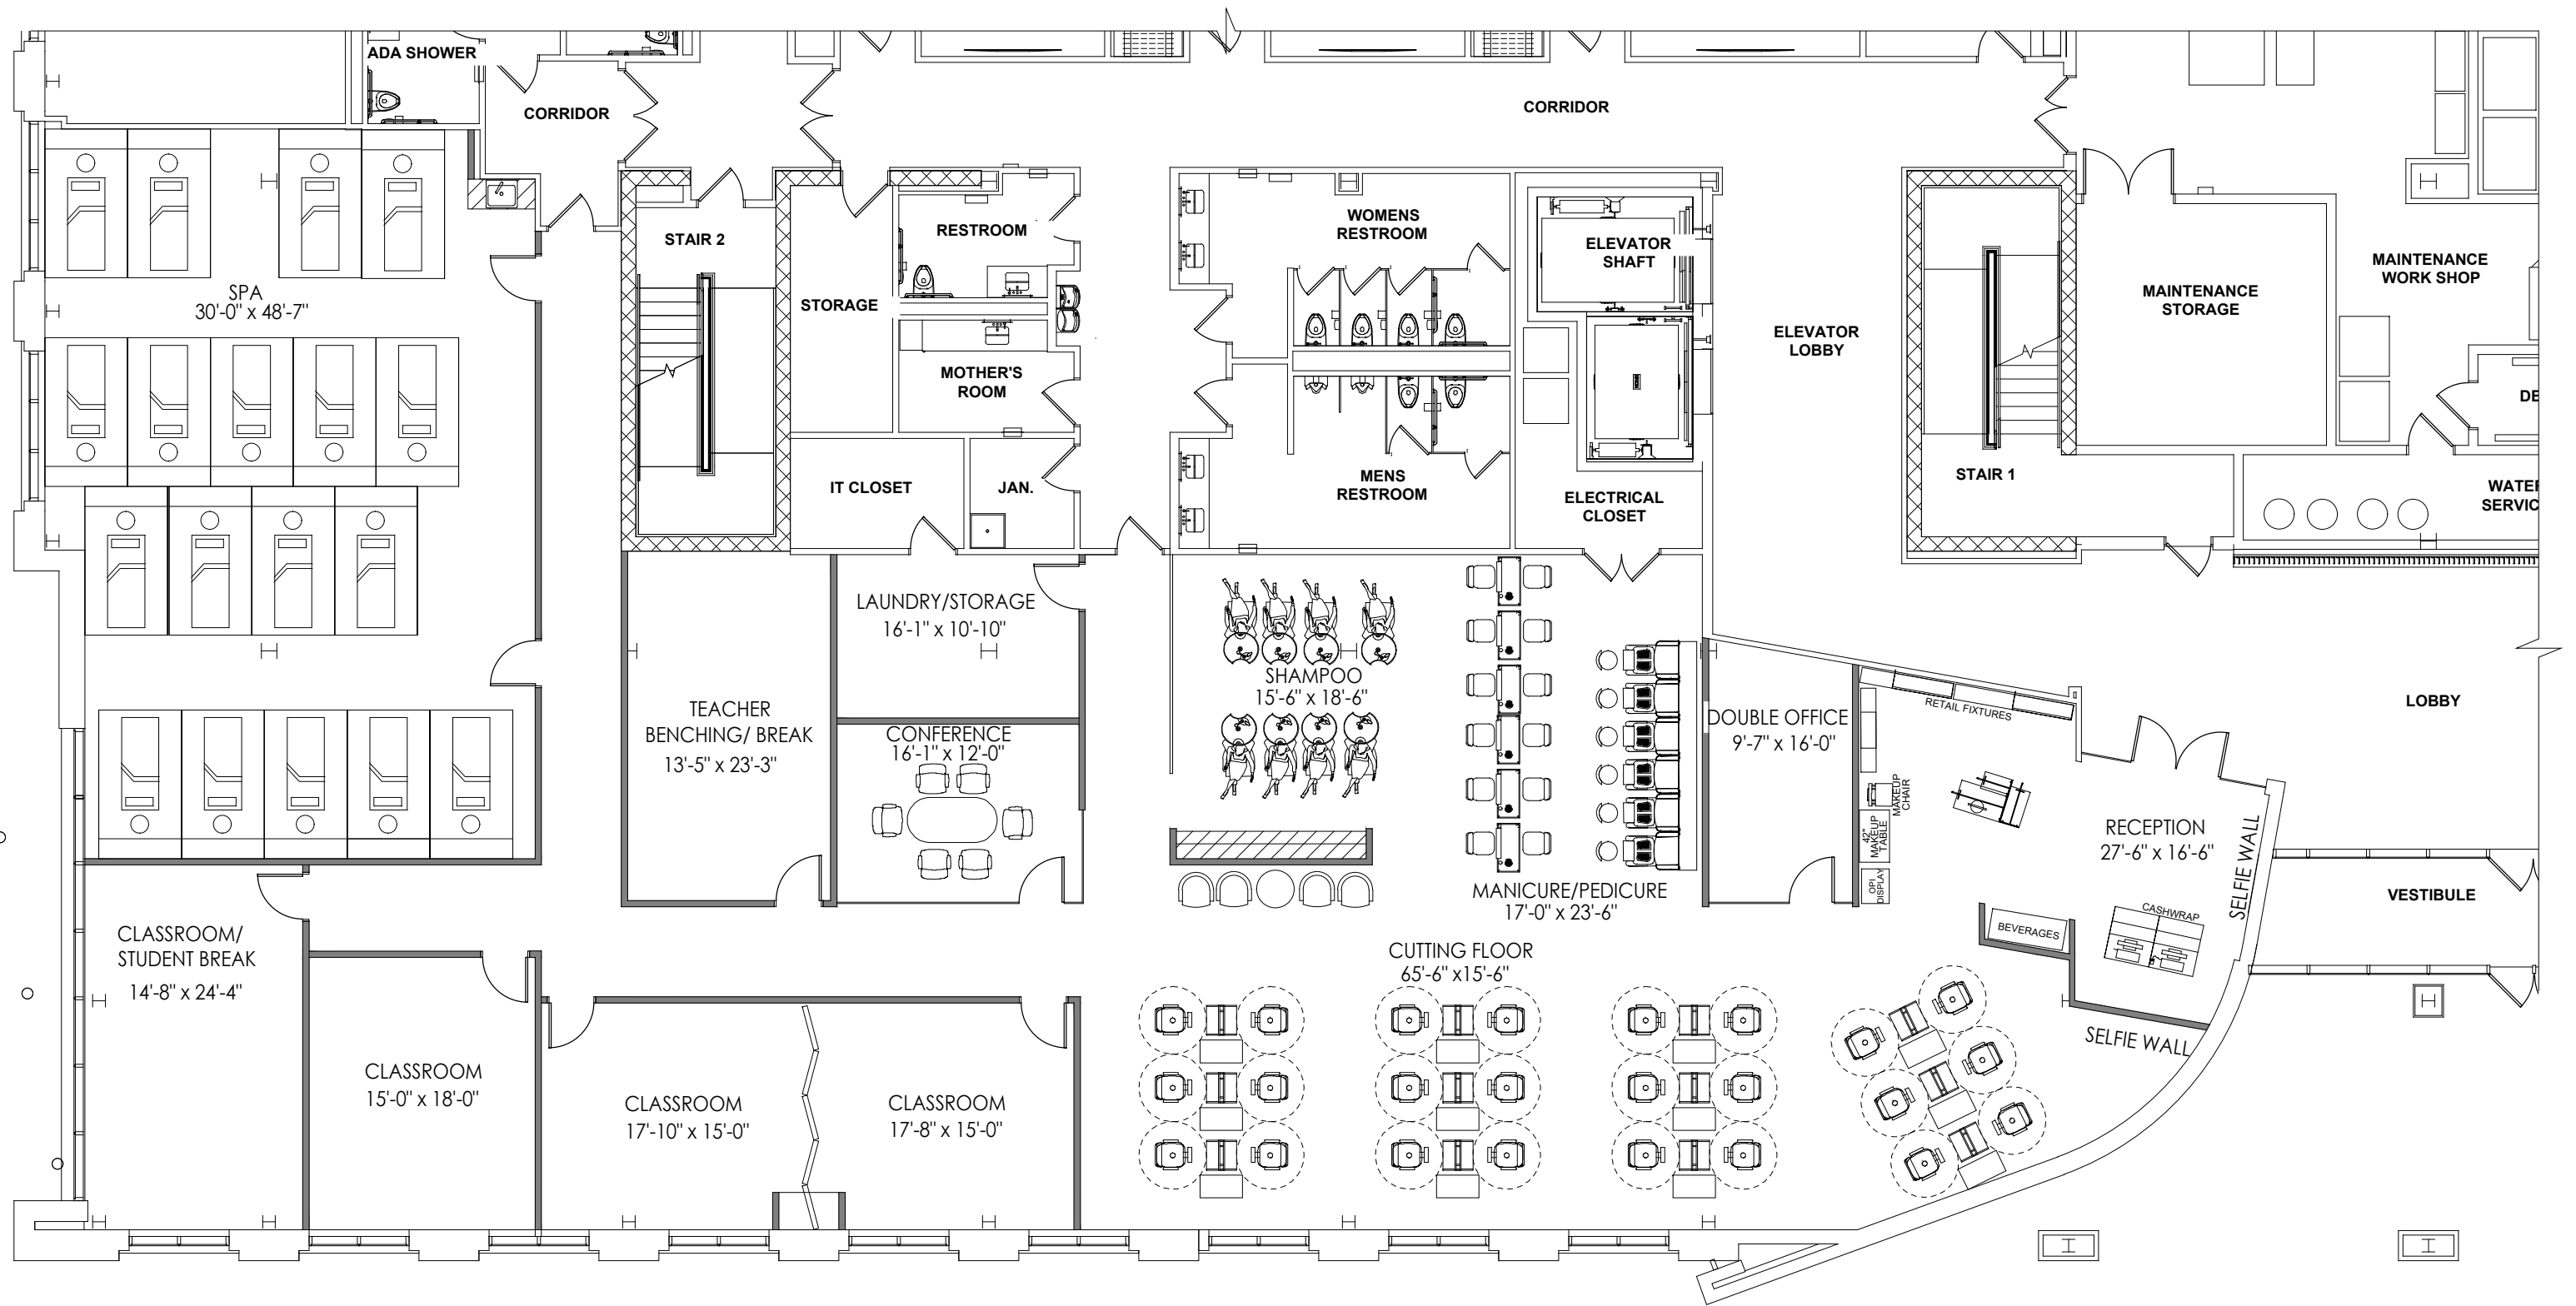 ADA SHOWER
CORRIDOR
CORRIDOR
STAIR 2
RESTROOM
WOMENS
RESTROOM
ELEVATOR
SHAFT
MAINTENANCE
WORK SHOP
SPA
30'-0" x 48'-7"
STORAGE
MAINTENANCE
STORAGE
ELEVATOR
LOBBY
MOTHER'S
ROOM
DE
IT CLOSET
JAN.
MENS
RESTROOM
ELECTRICAL
CLOSET
STAIR 1
WATER
SERVIC
LAUNDRY/STORAGE
16'-1" x 10'-10"
SHAMPOO
15'-6" x 18'-6"
TEACHER
BENCHING/ BREAK
13'-5" x 23'-3"
CONFERENCE
16'-1" x 12'-0"
DOUBLE OFFICE
9'-7" x 16'-0"
RETAIL FIXTURES
LOBBY
MAKEUP
CHAIR
42"
MAKEUP
TABLE
OPI
DISPLAY
RECEPTION
27'-6" x 16'-6"
SELFIE WALL
VESTIBULE
MANICURE/PEDICURE
17'-0" x 23'-6"
CASHWRAP
BEVERAGES
CLASSROOM/
STUDENT BREAK
14'-8" x 24'-4"
CUTTING FLOOR
65'-6" x15'-6"
SELFIE WALL
CLASSROOM
15'-0" x 18'-0"
CLASSROOM
17'-10" x 15'-0"
CLASSROOM
17'-8" x 15'-0"